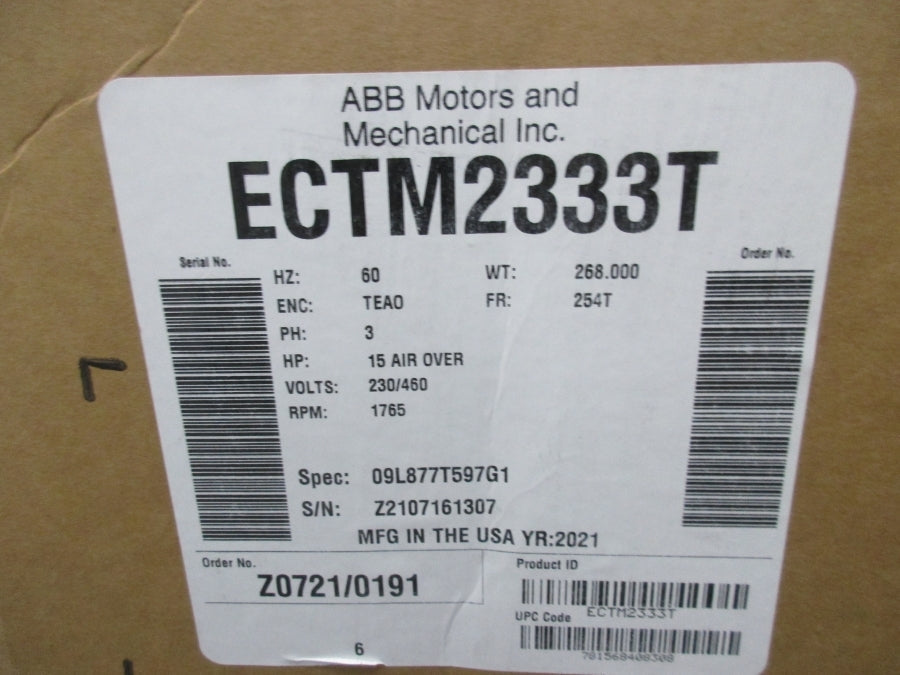 ABB Motors and
Mechanical Inc.
ECTM2333T
Serial No.
Order No.
HZ: 60 WT: 268.000
ENC: TEAO FR: 254T
PH: 3
HP: 15 AIR OVER
VOLTS: 230/460
RPM: 1765
Spec: 09L877T597G1
S/N: Z2107161307
MFG IN THE USA YR:2021
Order No.
Z0721/0191
6
Product ID
ECTM2333T
UPC Code
781568408308